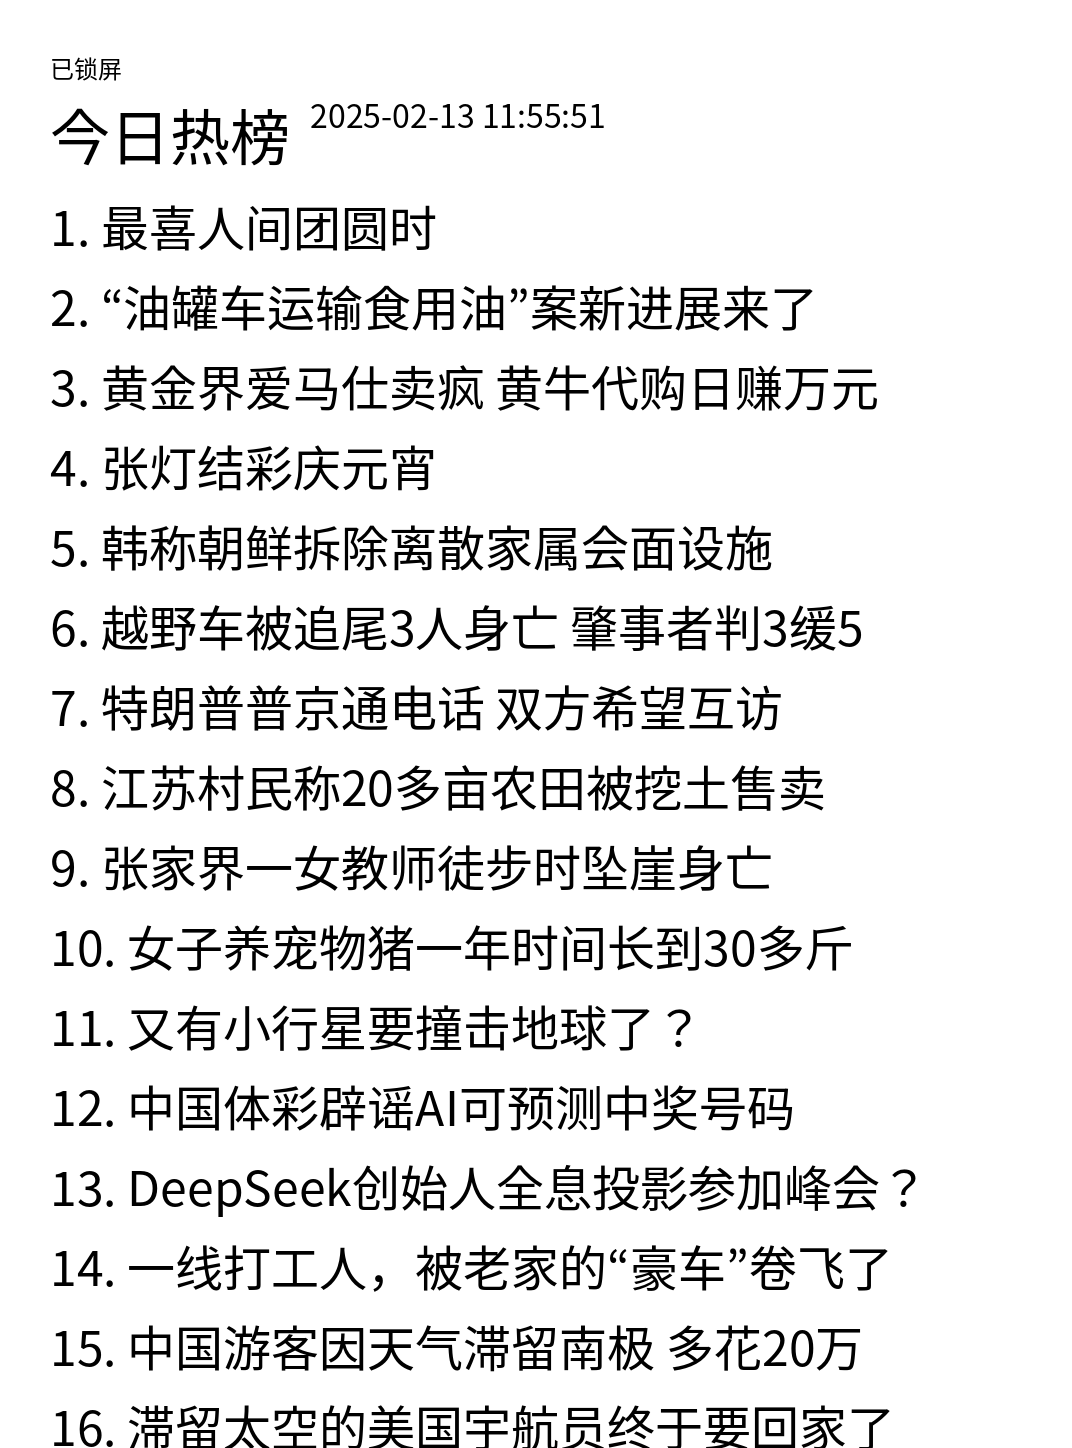 已锁屏
今日热榜 2025-02-13 11:55:51
1. 最喜人间团圆时
2. “油罐车运输食用油”案新进展来了
3. 黄金界爱马仕卖疯 黄牛代购日赚万元
4. 张灯结彩庆元宵
5. 韩称朝鲜拆除离散家属会面设施
6. 越野车被追尾3人身亡 肇事者判3缓5
7. 特朗普普京通电话 双方希望互访
8. 江苏村民称20多亩农田被挖土售卖
9. 张家界一女教师徒步时坠崖身亡
10. 女子养宠物猪一年时间长到30多斤
11. 又有小行星要撞击地球了？
12. 中国体彩辟谣AI可预测中奖号码
13. DeepSeek创始人全息投影参加峰会？
14. 一线打工人，被老家的“豪车”卷飞了
15. 中国游客因天气滞留南极 多花20万
16. 滞留太空的美国宇航员终于要回家了